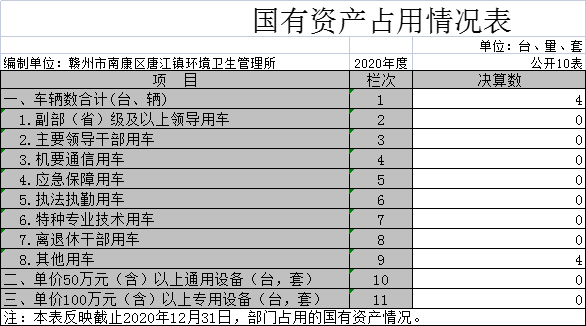 国有资产占用情况表
单位：台、量、套
编制单位：赣州市南康区唐江镇环境卫生管理所 2020年度 公开10表
项 目 栏次 决算数
一、车辆数合计(台、辆) 1 4
1.副部（省）级及以上领导用车 2 0
2.主要领导干部用车 3 0
3.机要通信用车 4 0
4.应急保障用车 5 0
5.执法执勤用车 6 0
6.特种专业技术用车 7 0
7.离退休干部用车 8 0
8.其他用车 9 4
二、单价50万元（含）以上通用设备（台，套） 10 0
三、单价100万元（含）以上专用设备（台，套） 11 0
注：本表反映截止2020年12月31日，部门占用的国有资产情况。